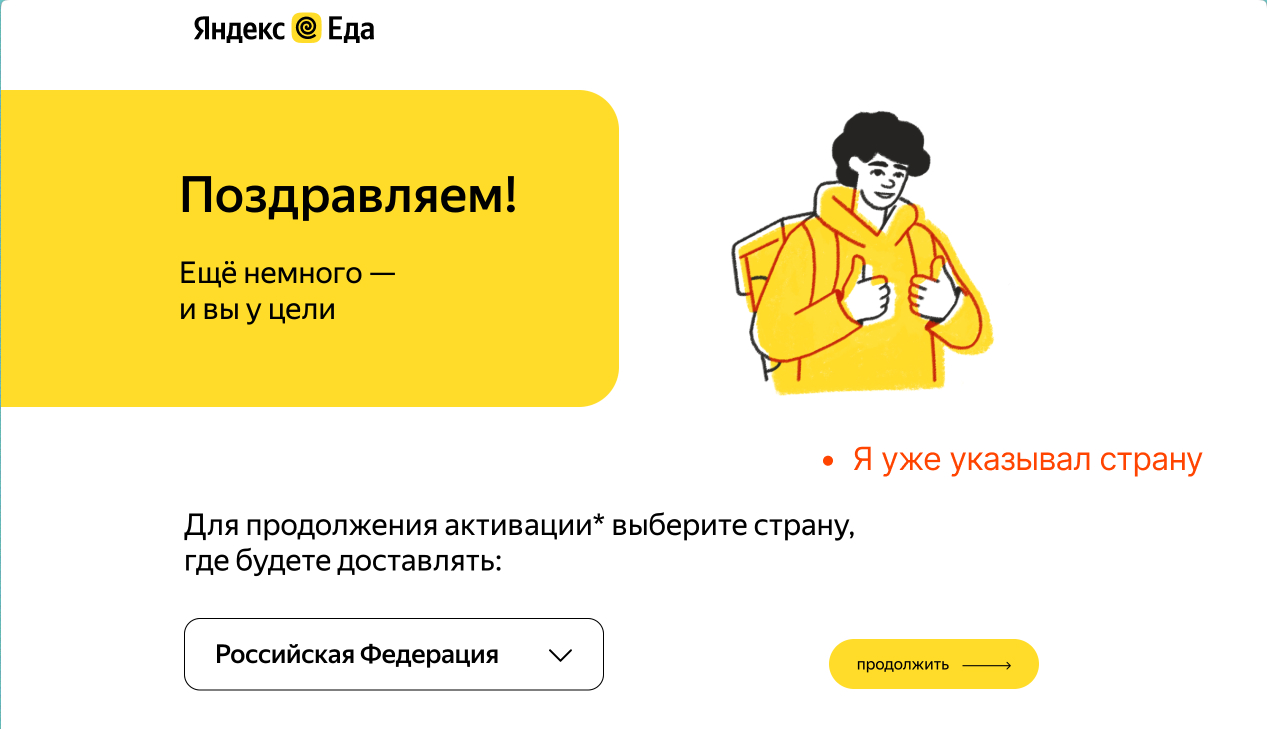 Яндекс Еда
Поздравляем!
Ещё немного —
и вы у цели
• Я уже указывал страну
Для продолжения активации* выберите страну,
где будете доставлять:
Российская Федерация
продолжить